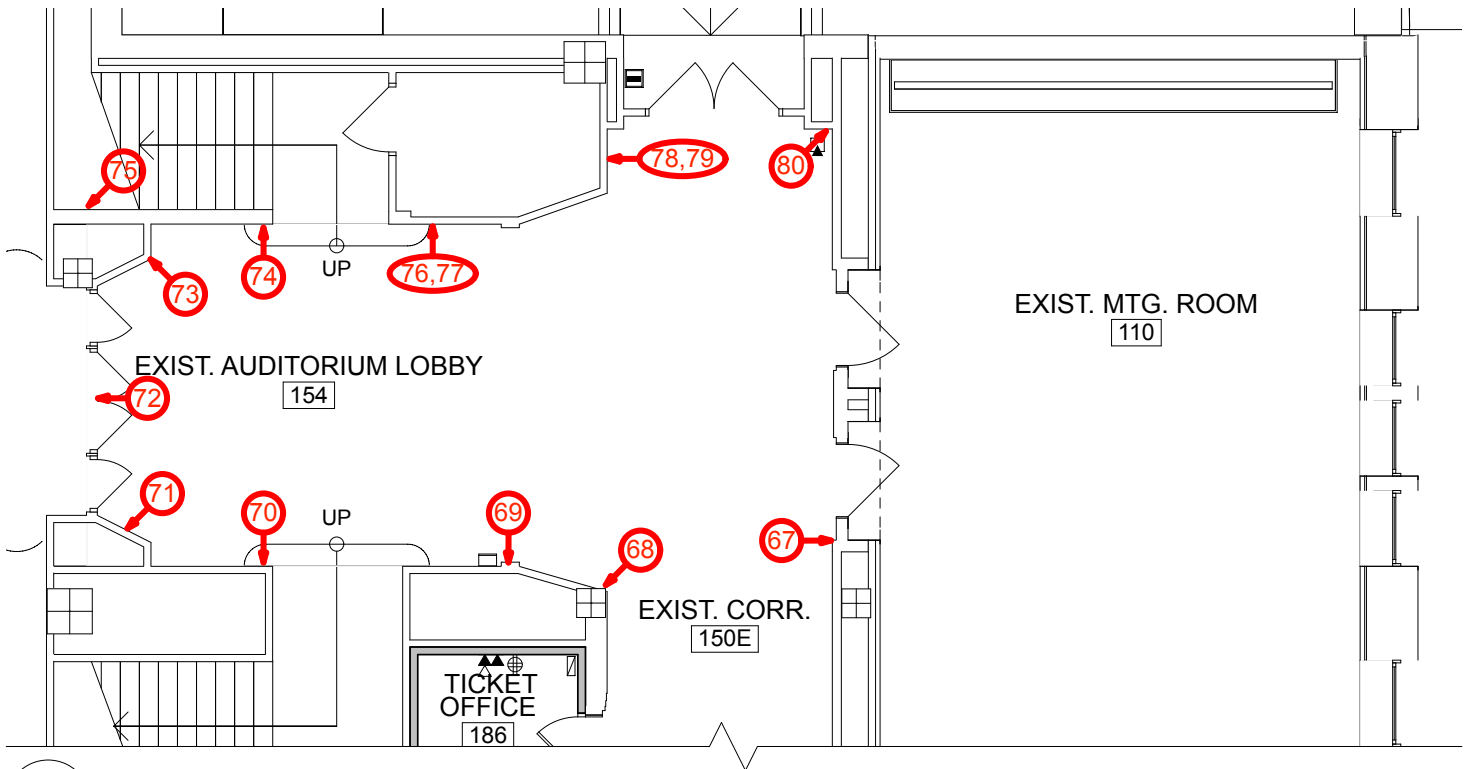 78,79
80
75
74
UP
76,77
73
EXIST. MTG. ROOM
110
EXIST. AUDITORIUM LOBBY
154
72
71
70
UP
69
68
67
EXIST. CORR.
150E
TICKET
OFFICE
186